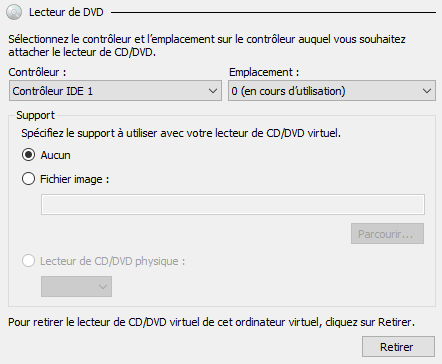 Lecteur de DVD
Sélectionnez le contrôleur et l'emplacement sur le contrôleur auquel vous souhaitez
attacher le lecteur de CD/DVD.
Contrôleur : Emplacement :
Contrôleur IDE 1 0 (en cours d'utilisation)
Support
Spécifiez le support à utiliser avec votre lecteur de CD/DVD virtuel.
Aucun
Fichier image :
Parcourir...
Lecteur de CD/DVD physique :
Pour retirer le lecteur de CD/DVD virtuel de cet ordinateur virtuel, cliquez sur Retirer.
Retirer